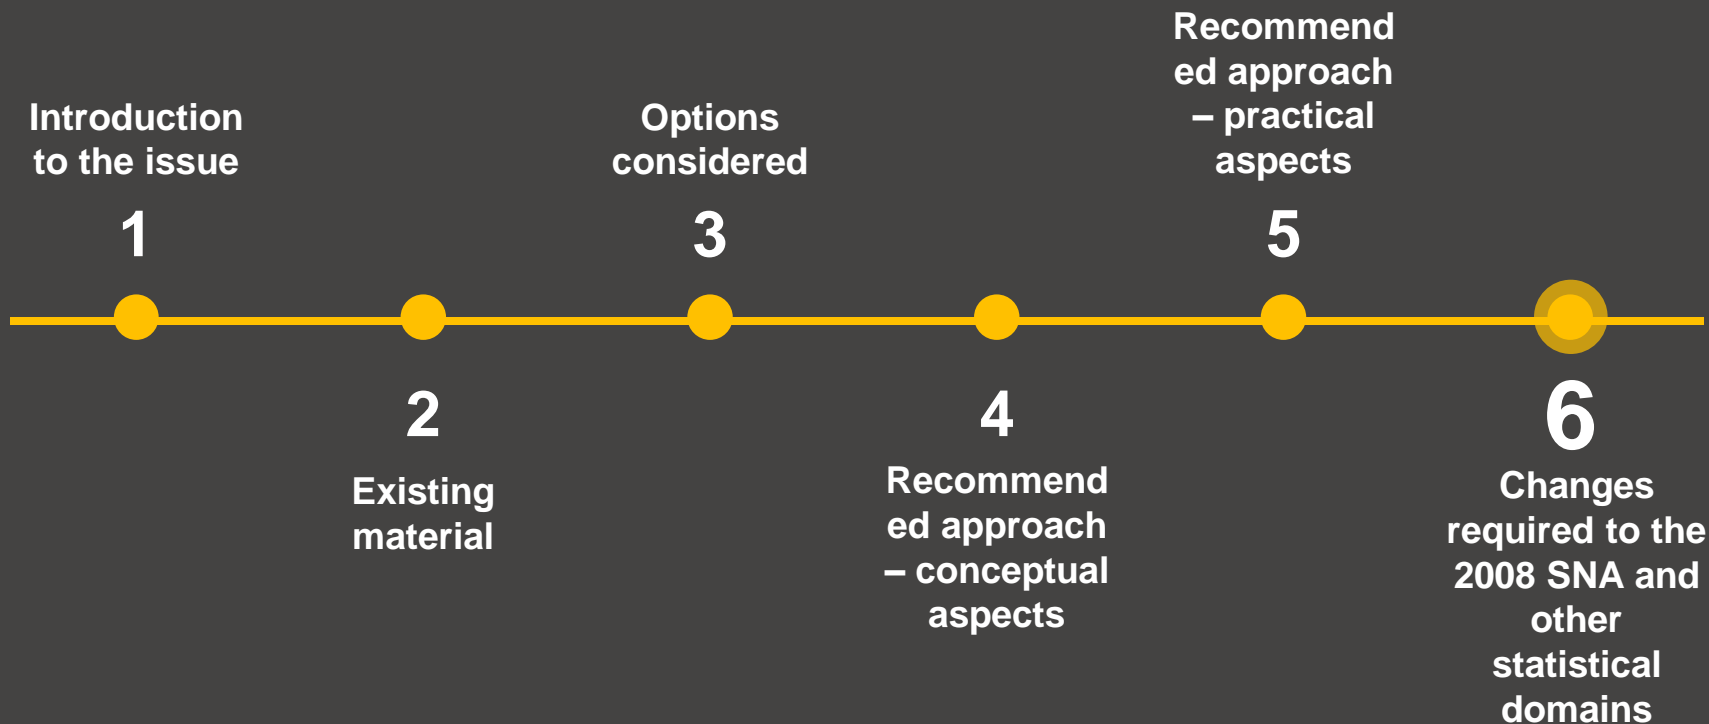 Introduction
to the issue
1
2
Existing
material
Options
considered
3
4
Recommend
ed approach
– conceptual
aspects
Recommend
ed approach
– practical
aspects
5
6
Changes
required to the
2008 SNA and
other
statistical
domains